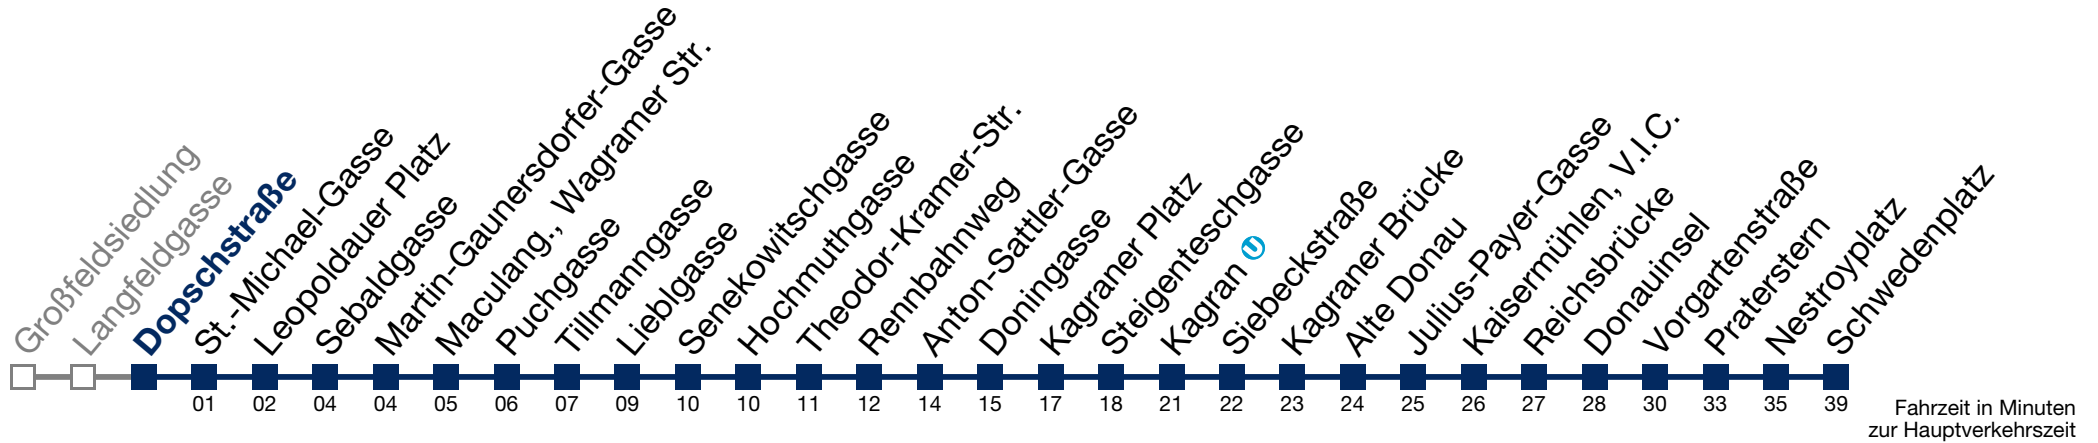 Großfeldsiedlung
Langfeldgasse
Dopschstraße
St.-Michael-Gasse
Leopoldauer Platz
Sebaldgasse
Martin-Gaunersdorfer-Gasse
Maculang., Wagramer Str.
Puchgasse
Tillmanngasse
Lieblgasse
Senekowitschgasse
Hochmuthgasse
Theodor-Kramer-Str.
Rennbahnweg
Anton-Sattler-Gasse
Doningasse
Kagraner Platz
Steigenteschgasse
Kagran U
Siebeckstraße
Kagraner Brücke
Alte Donau
Julius-Payer-Gasse
Kaisermühlen, V.I.C.
Reichsbrücke
Donauinsel
Vorgartenstraße
Praterstern
Nestroyplatz
Schwedenplatz
01 02 04 04 05 06 07 09 10 10 11 12 14 15 17 18 21 22 23 24 25 26 27 28 30 33 35 39
Fahrzeit in Minuten
zur Hauptverkehrszeit